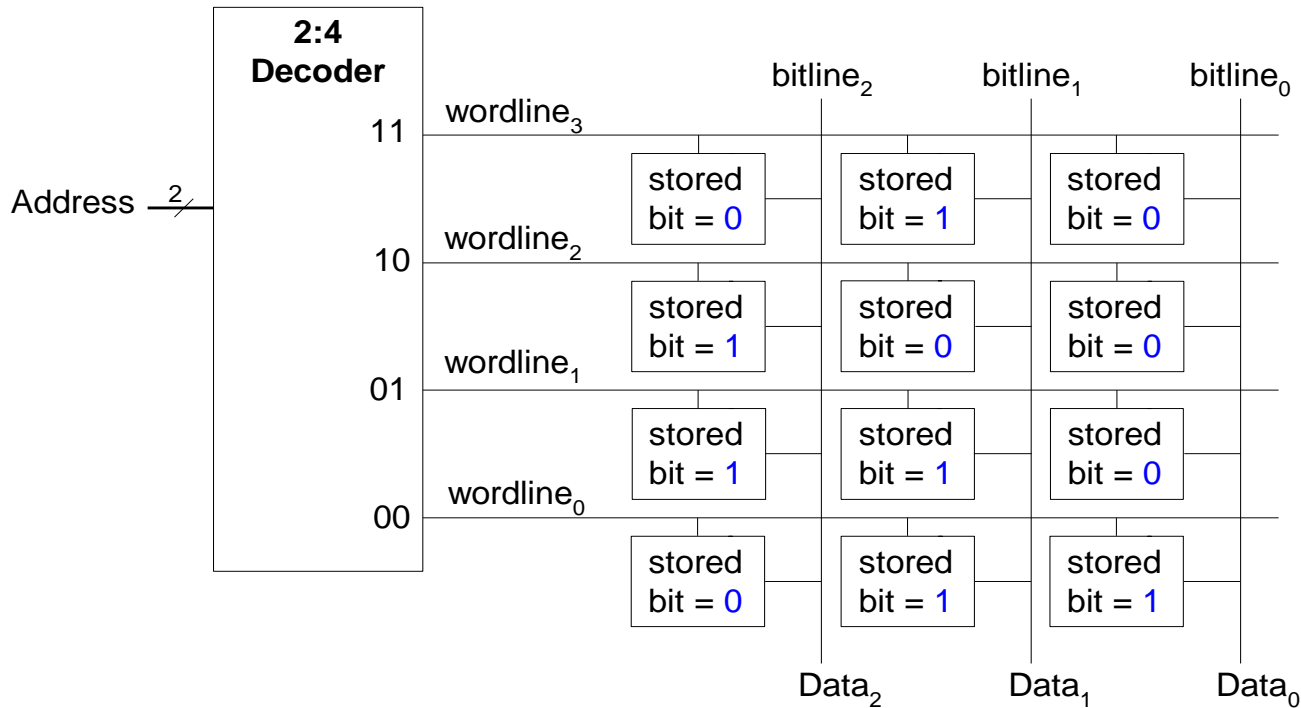 2:4
Decoder
bitline2 bitline1 bitline0
wordline3
11
stored stored stored
bit = 0 bit = 1 bit = 0
Address 2
wordline2
10
stored stored stored
bit = 1 bit = 0 bit = 0
wordline1
01
stored stored stored
bit = 1 bit = 1 bit = 0
wordline0
00
stored stored stored
bit = 0 bit = 1 bit = 1
Data2 Data1 Data0